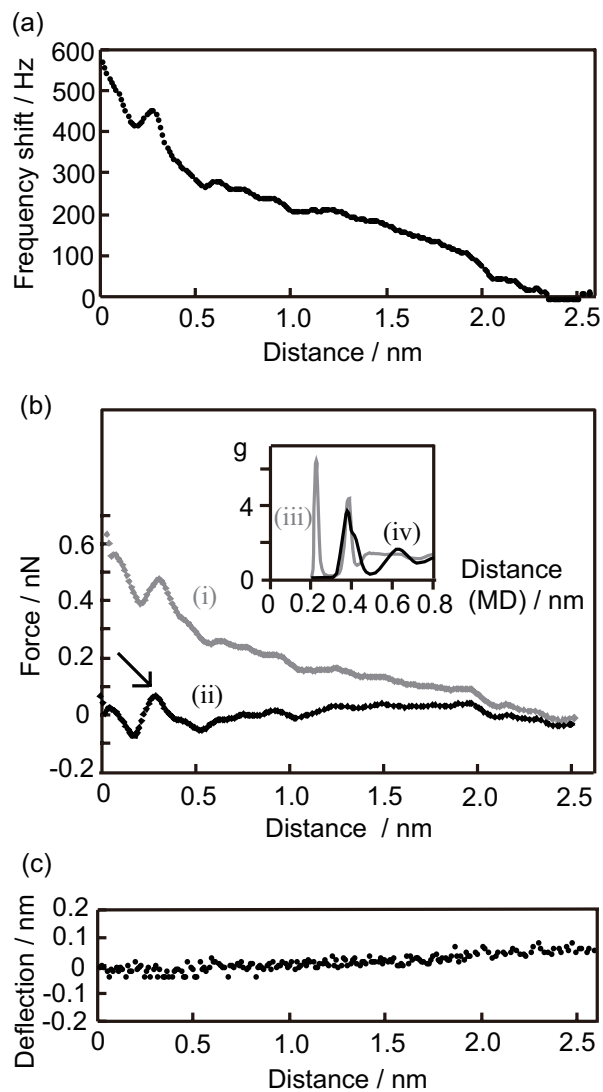 (a)
600
500
400
300
200
100
0
Frequency shift / Hz
0 0.5 1.0 1.5 2.0 2.5
Distance / nm
(b)
0.6
0.4
0.2
0
-0.2
Force / nN
(i)
(ii)
g
4
0
(iii)
(iv)
0 0.2 0.4 0.6 0.8
Distance
(MD) / nm
0 0.5 1.0 1.5 2.0 2.5
Distance / nm
(c)
0.2
0.1
0
-0.1
-0.2
Deflection / nm
0 0.5 1.0 1.5 2.0 2.5
Distance / nm